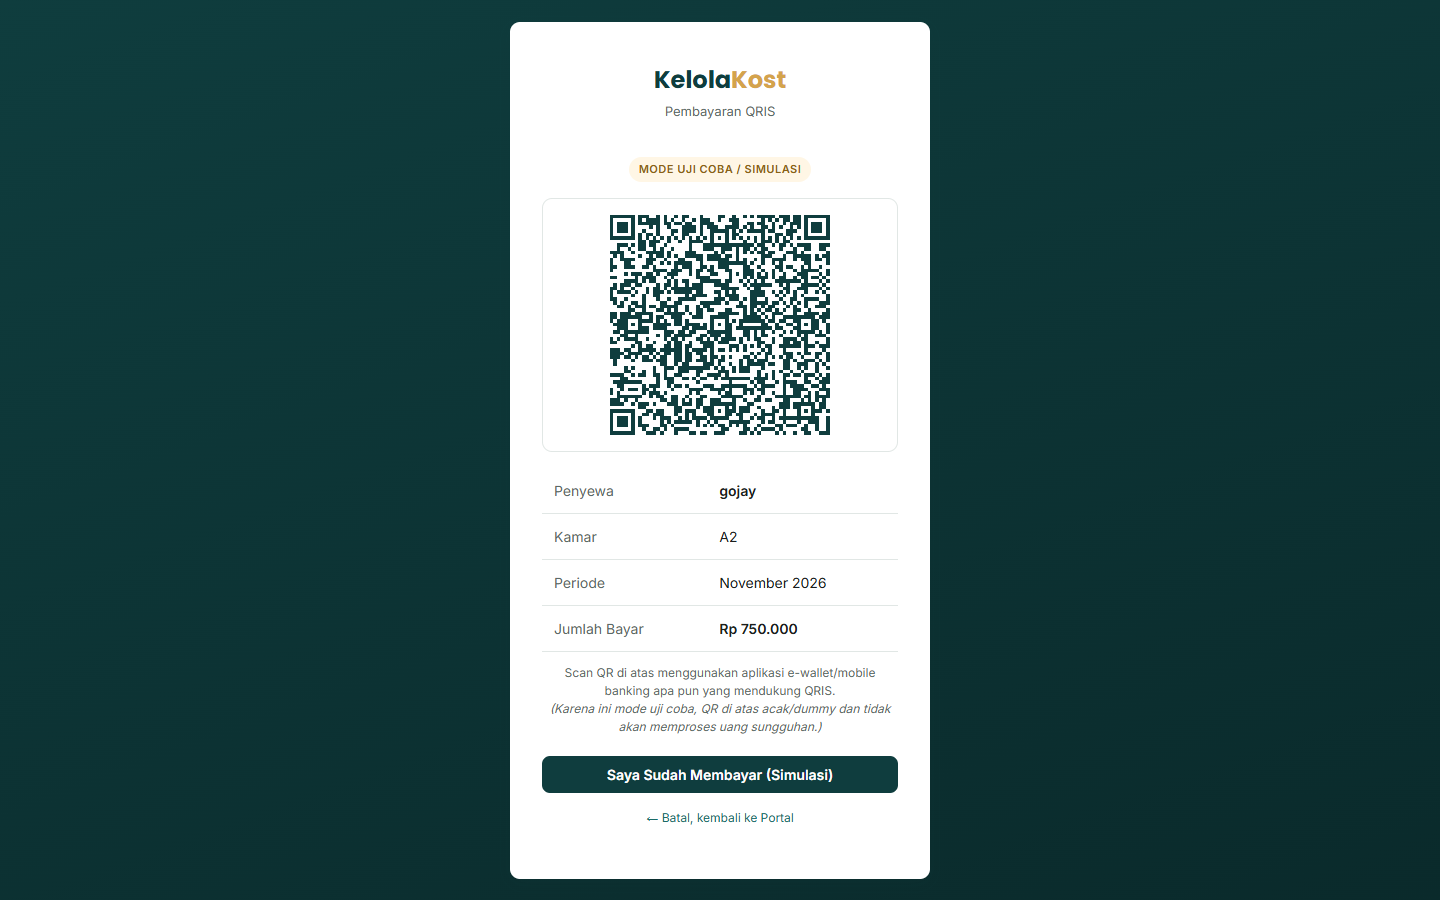 KelolaKost
Pembayaran QRIS
MODE UJI COBA / SIMULASI
Penyewa gojay
Kamar A2
Periode November 2026
Jumlah Bayar Rp 750.000
Scan QR di atas menggunakan aplikasi e-wallet/mobile
banking apa pun yang mendukung QRIS.
(Karena ini mode uji coba, QR di atas acak/dummy dan tidak
akan memproses uang sungguhan.)
Saya Sudah Membayar (Simulasi)
← Batal, kembali ke Portal